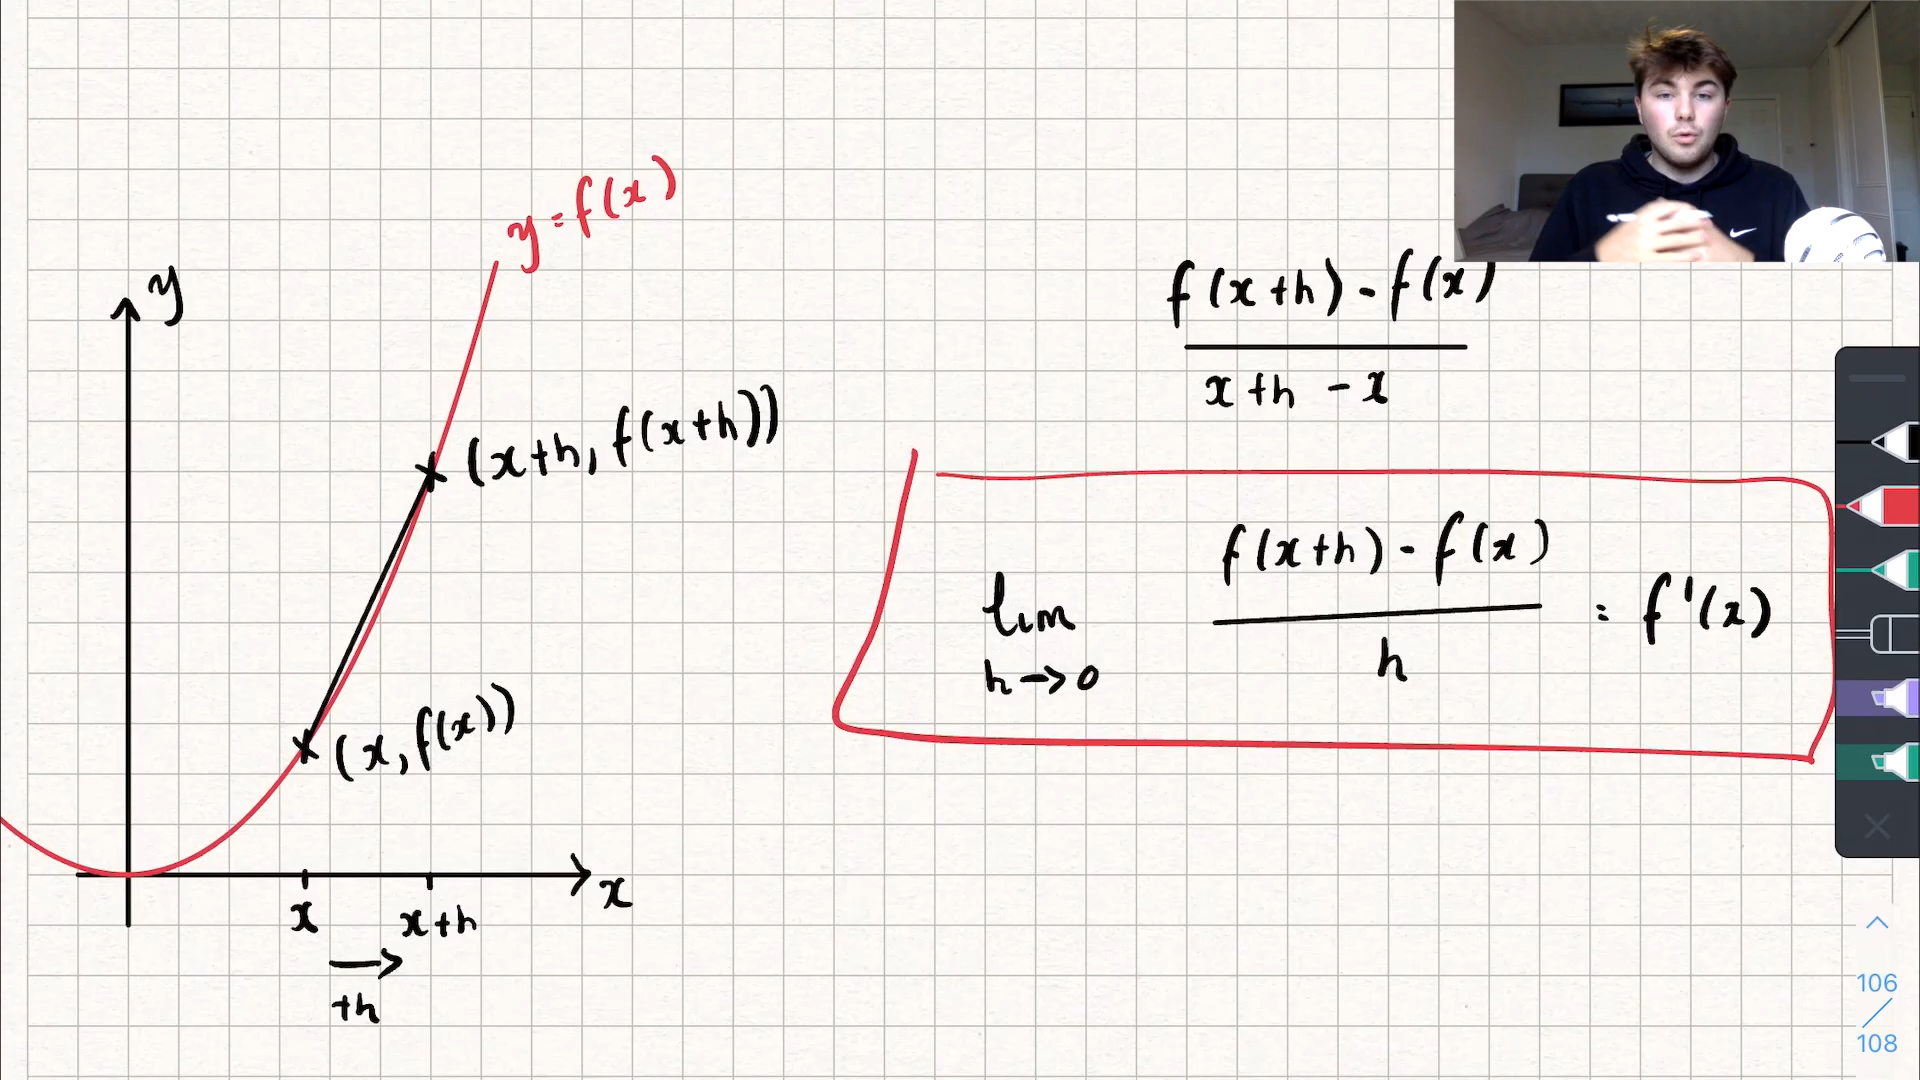 y = f(x)
y
(x+h, f(x+h))
(x, f(x))
x
x
x+h
+h
f(x+h) - f(x)
x+h - x
f(x+h) - f(x)
lim
= f'(x)
h→0
h
106
/
108